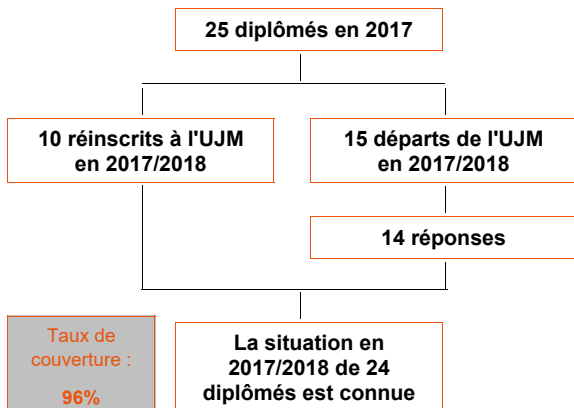 25 diplômés en 2017
10 réinscrits à l'UJM
en 2017/2018
15 départs de l'UJM
en 2017/2018
14 réponses
Taux de
couverture :
96%
La situation en
2017/2018 de 24
diplômés est connue